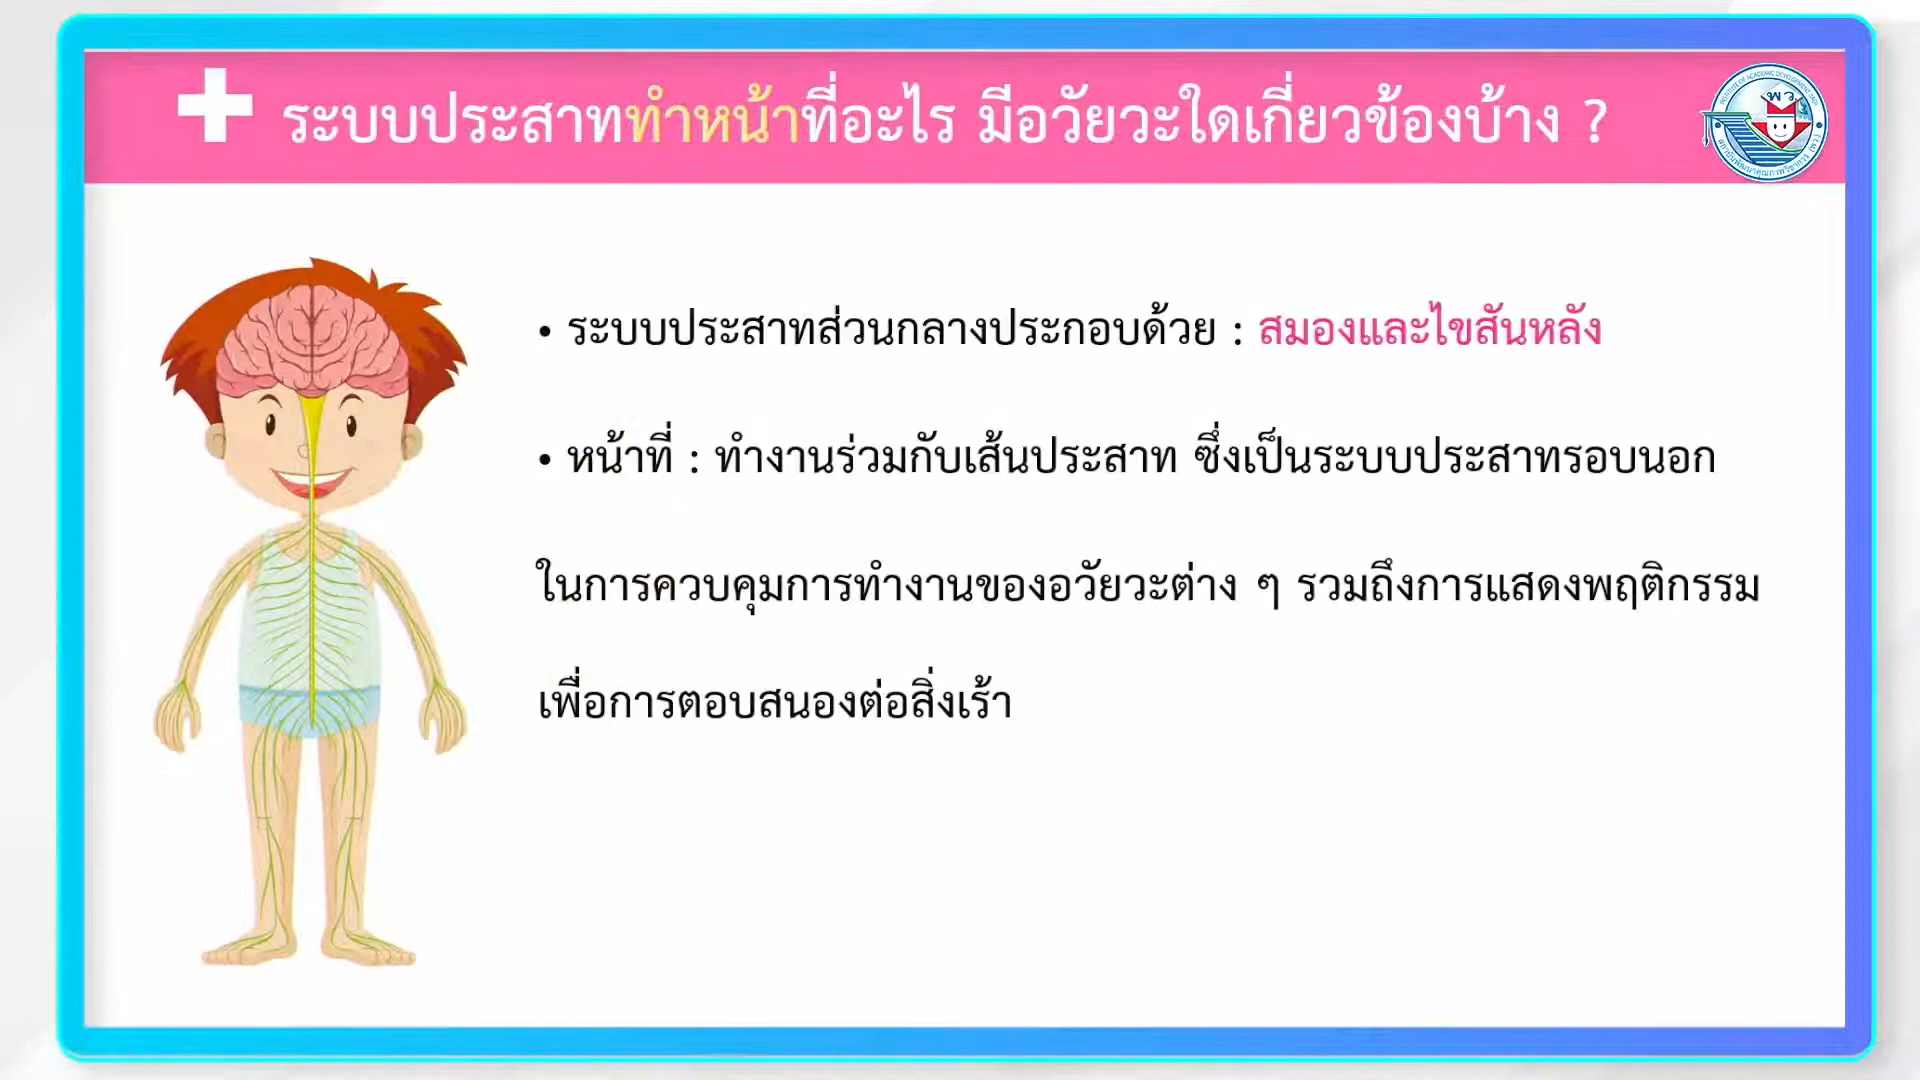 ระบบประสาททำหน้าที่อะไร มีอวัยวะใดเกี่ยวข้องบ้าง ?
พว.
• ระบบประสาทส่วนกลางประกอบด้วย : สมองและไขสันหลัง
• หน้าที่ : ทำงานร่วมกับเส้นประสาท ซึ่งเป็นระบบประสาทรอบนอก
ในการควบคุมการทำงานของอวัยวะต่าง ๆ รวมถึงการแสดงพฤติกรรม
เพื่อการตอบสนองต่อสิ่งเร้า